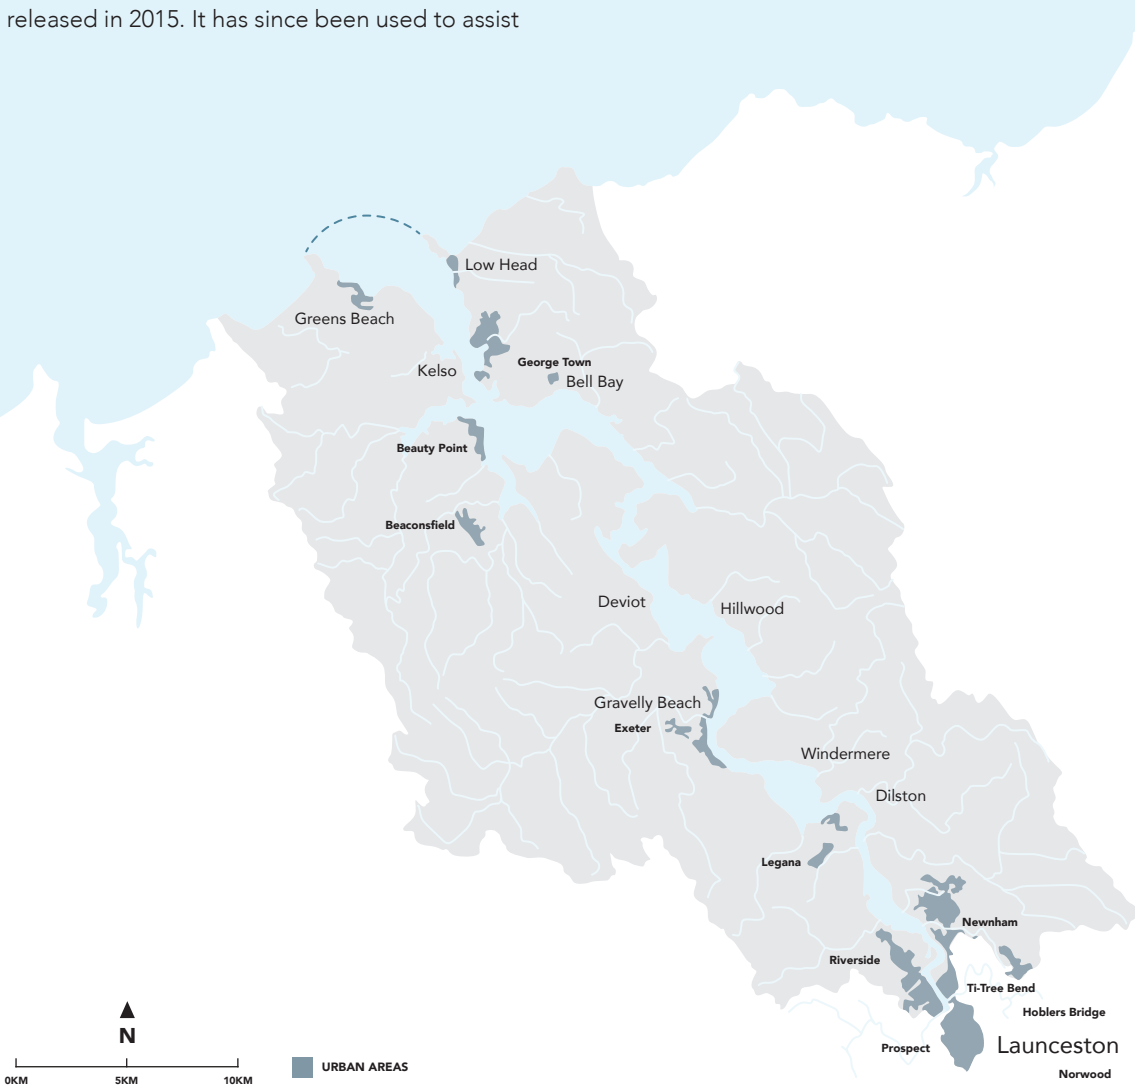 released in 2015. It has since been used to assist
Low Head
Greens Beach
George Town
Kelso
Bell Bay
Beauty Point
Beaconsfield
Deviot
Hillwood
Gravelly Beach
Exeter
Windermere
Dilston
Legana
Newnham
Riverside
Ti-Tree Bend
Hoblers Bridge
N
Prospect
Launceston
URBAN AREAS
Norwood
0KM 5KM 10KM